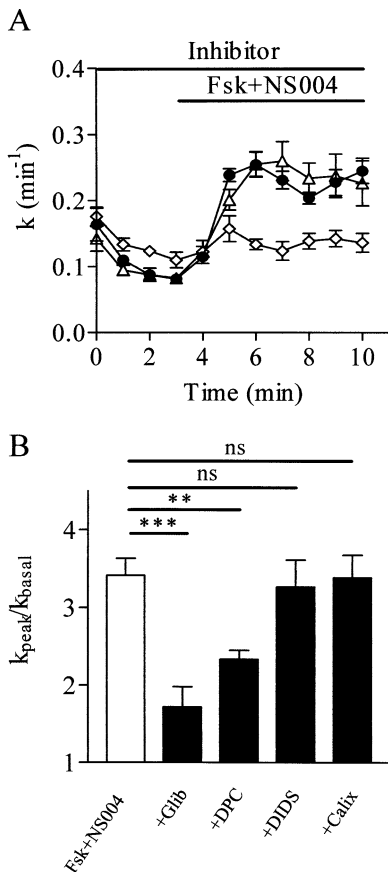 A
Inhibitor
Fsk+NS004
0.4
0.3
0.2
0.1
0.0
k (min⁻¹)
0 2 4 6 8 10
Time (min)
B
ns
ns
**
***
4
3
2
1
kpeak/kbasal
Fsk+NS004
+Glib
+DPC
+DIDS
+Calix